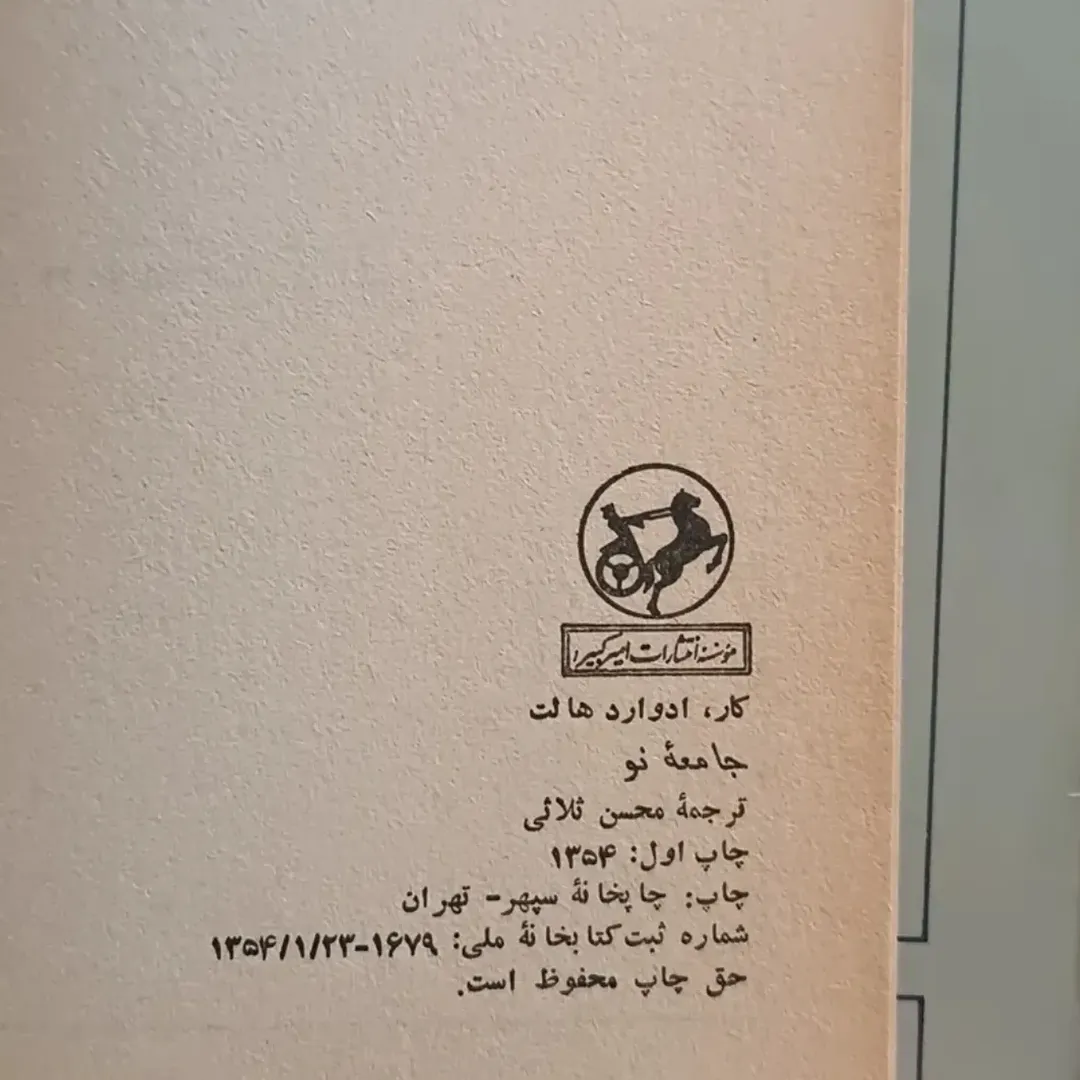 مؤسسهٔ انتشارات امیرکبیر
کار، ادوارد هالت
جامعهٔ نو
ترجمهٔ محسن ثلاثی
چاپ اول: ۱۳۵۴
چاپ: چاپخانهٔ سپهر- تهران
شماره ثبت کتابخانهٔ ملی: ۱۶۷۹-۱۳۵۴/۱/۲۳
حق چاپ محفوظ است.